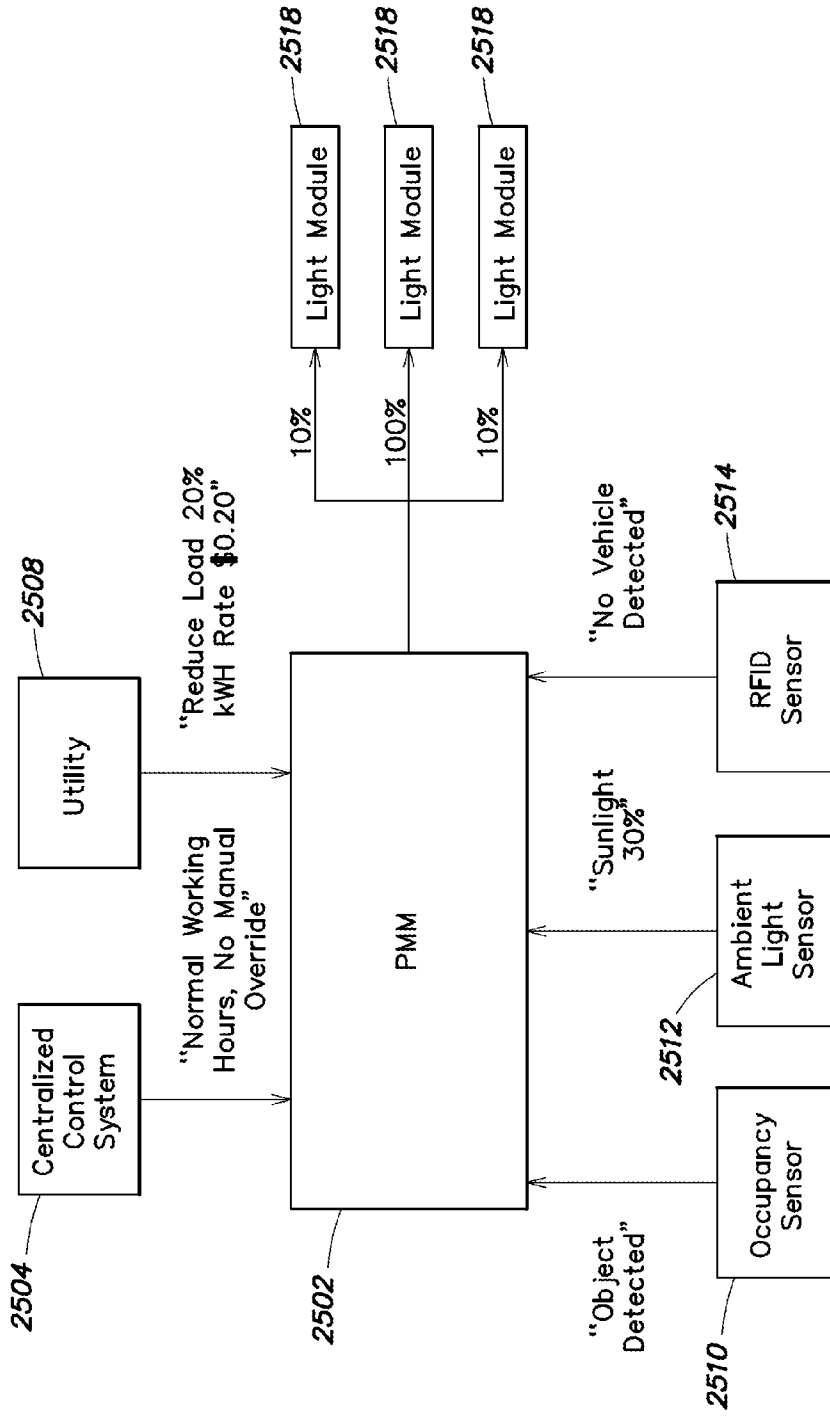 2504
Centralized
Control
System
2508
Utility
"Normal Working
Hours, No Manual
Override"
"Reduce Load 20%
kWH Rate $0.20"
2502
PMM
10%
100%
10%
Light Module
2518
Light Module
2518
Light Module
2518
"Object
Detected"
"Sunlight
30%"
"No Vehicle
Detected"
2510
Occupancy
Sensor
2512
Ambient
Light
Sensor
2514
RFID
Sensor